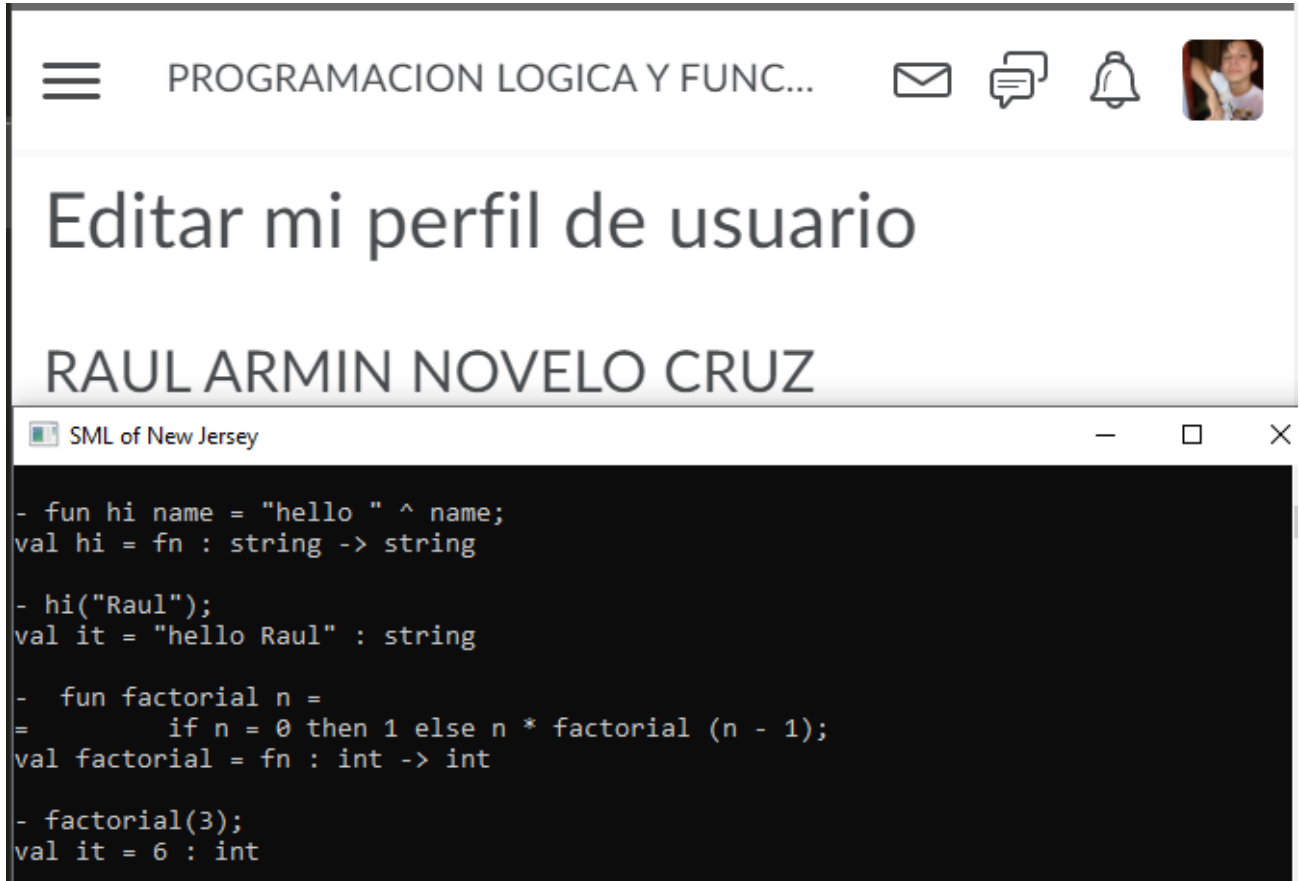 PROGRAMACION LOGICA Y FUNC...
Editar mi perfil de usuario
RAUL ARMIN NOVELO CRUZ
SML of New Jersey
- fun hi name = "hello " ^ name;
val hi = fn : string -> string
- hi("Raul");
val it = "hello Raul" : string
-  fun factorial n =
=        if n = 0 then 1 else n * factorial (n - 1);
val factorial = fn : int -> int
- factorial(3);
val it = 6 : int